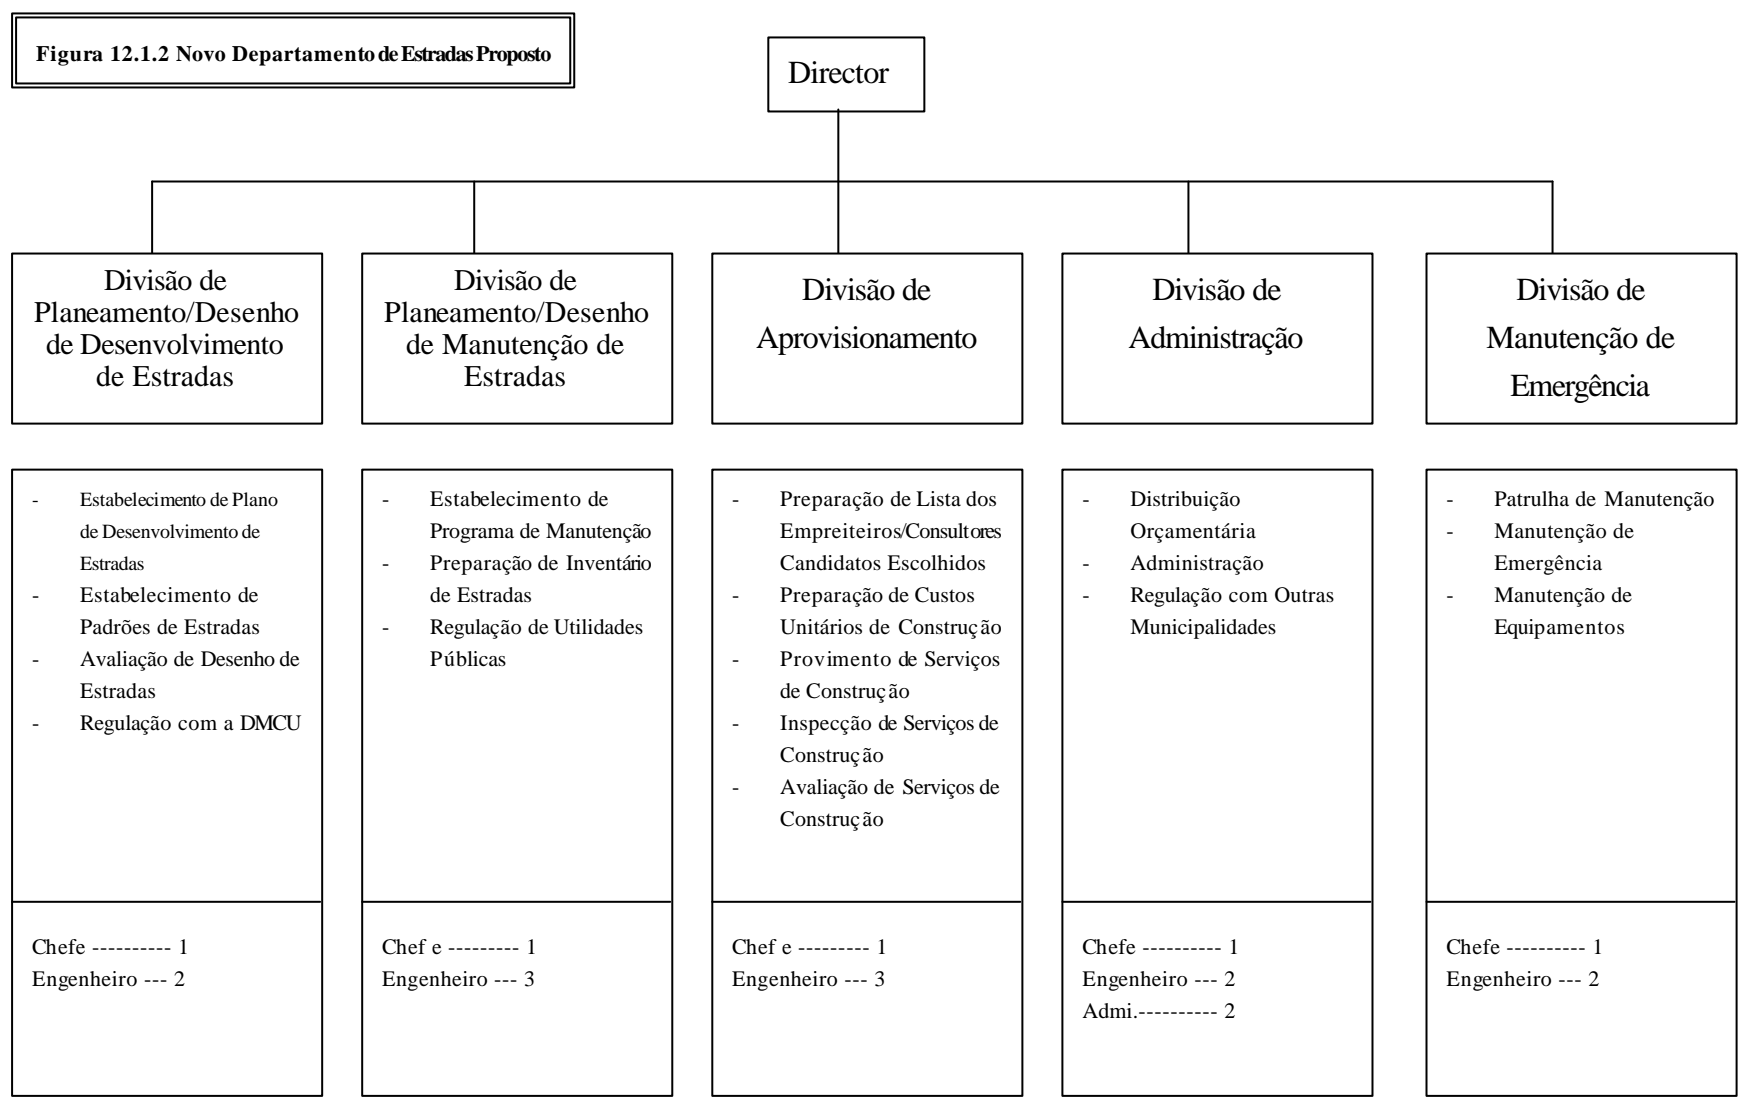 Figura 12.1.2 Novo Departamento de Estradas Proposto
Director
Divisão de
Planeamento/Desenho
de Desenvolvimento
de Estradas
Divisão de
Planeamento/Desenho
de Manutenção de
Estradas
Divisão de
Aprovisionamento
Divisão de
Administração
Divisão de
Manutenção de
Emergência
- Estabelecimento de Plano
de Desenvolvimento de
Estradas
- Estabelecimento de
Padrões de Estradas
- Avaliação de Desenho de
Estradas
- Regulação com a DMCU
- Estabelecimento de
Programa de Manutenção
- Preparação de Inventário
de Estradas
- Regulação de Utilidades
Públicas
- Preparação de Lista dos
Empreiteiros/Consultores
Candidatos Escolhidos
- Preparação de Custos
Unitários de Construção
- Provimento de Serviços
de Construção
- Inspecção de Serviços de
Construção
- Avaliação de Serviços de
Construção
- Distribuição
Orçamentária
- Administração
- Regulação com Outras
Municipalidades
- Patrulha de Manutenção
- Manutenção de
Emergência
- Manutenção de
Equipamentos
Chefe ---------- 1
Engenheiro --- 2
Chef e --------- 1
Engenheiro --- 3
Chef e --------- 1
Engenheiro --- 3
Chefe ---------- 1
Engenheiro --- 2
Admi.---------- 2
Chefe ---------- 1
Engenheiro --- 2